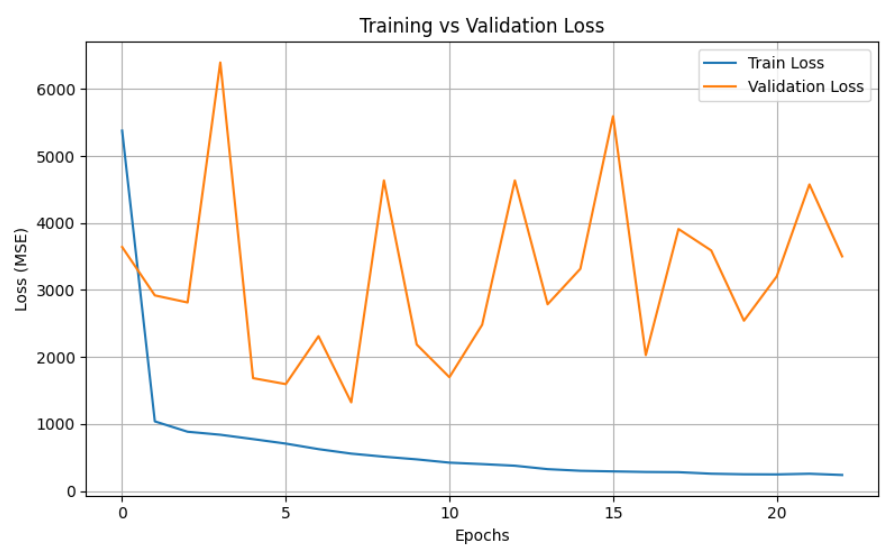 Training vs Validation Loss
Train Loss
Validation Loss
6000
5000
4000
3000
2000
1000
0
Loss (MSE)
0 5 10 15 20
Epochs